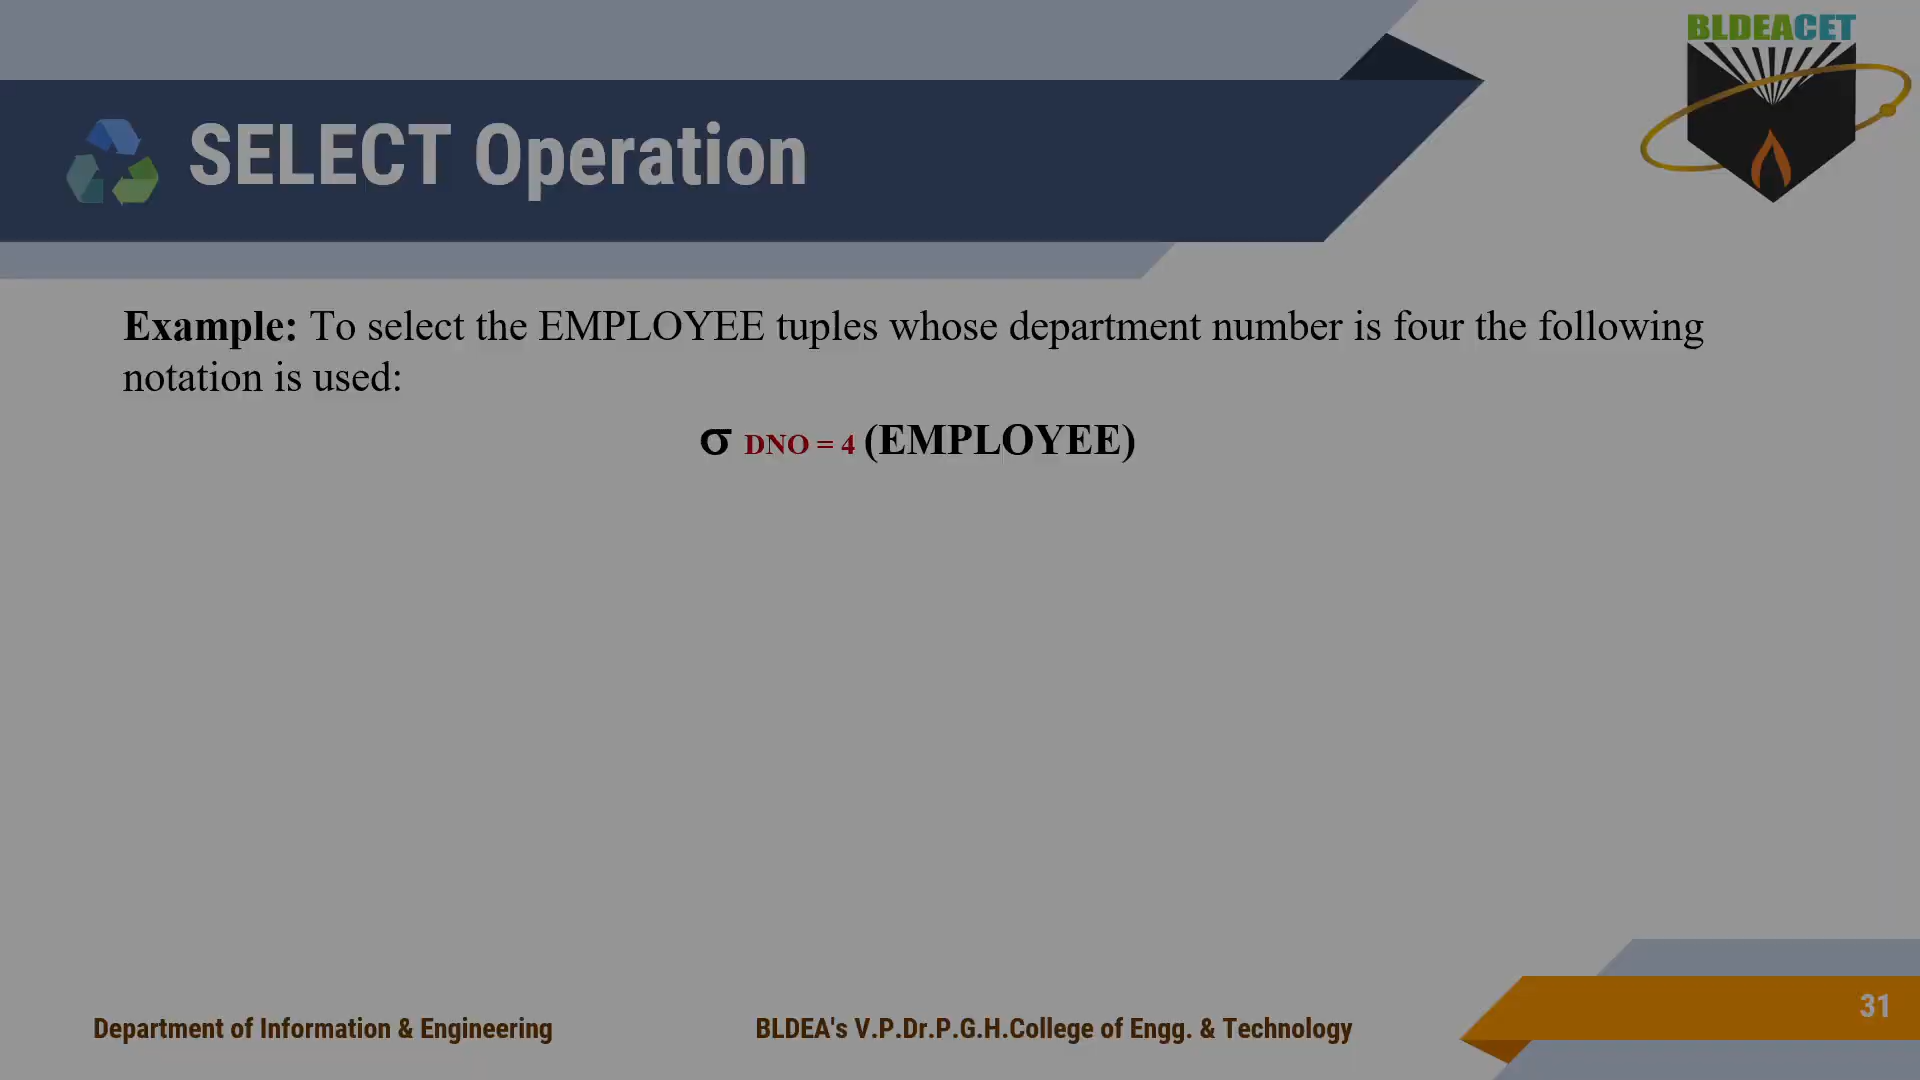 BLDEACET
SELECT Operation
Example: To select the EMPLOYEE tuples whose department number is four the following
notation is used:
σ DNO = 4 (EMPLOYEE)
31
Department of Information & Engineering
BLDEA's V.P.Dr.P.G.H.College of Engg. & Technology